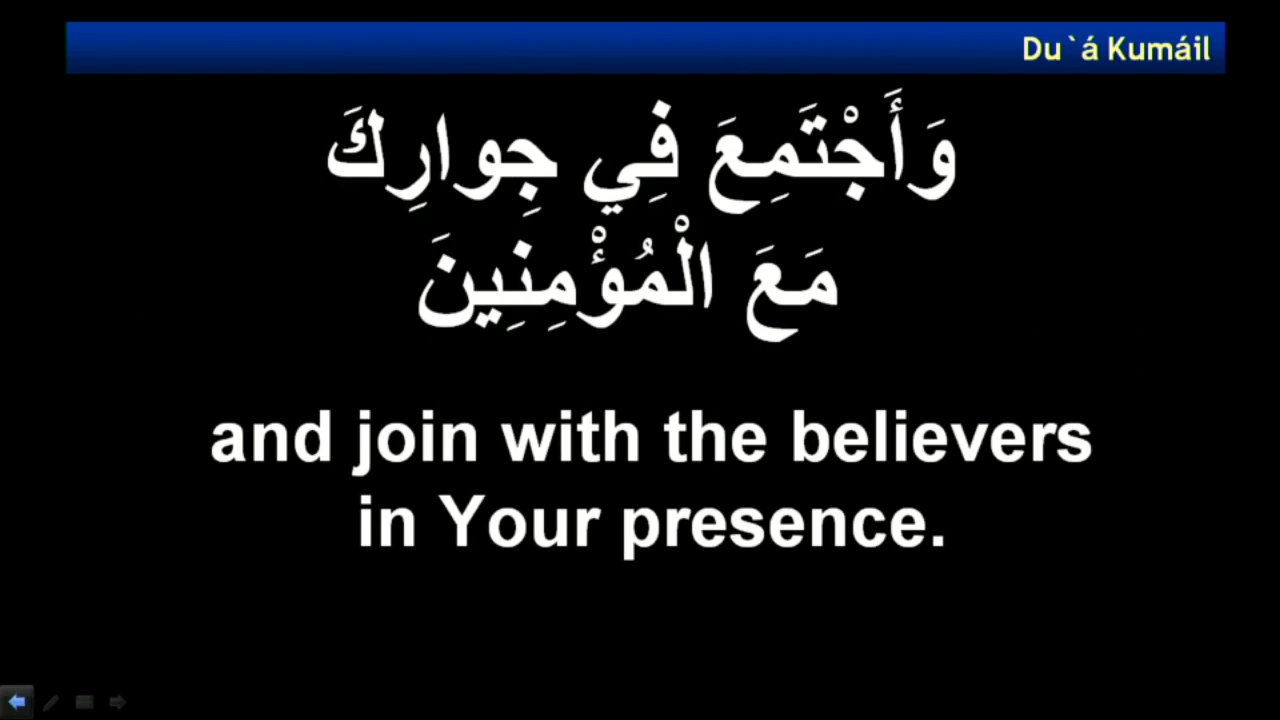 Du`á Kumáil
وَأَجْتَمِعَ فِي جِوارِكَ
مَعَ الْمُؤْمِنِينَ
and join with the believers
in Your presence.